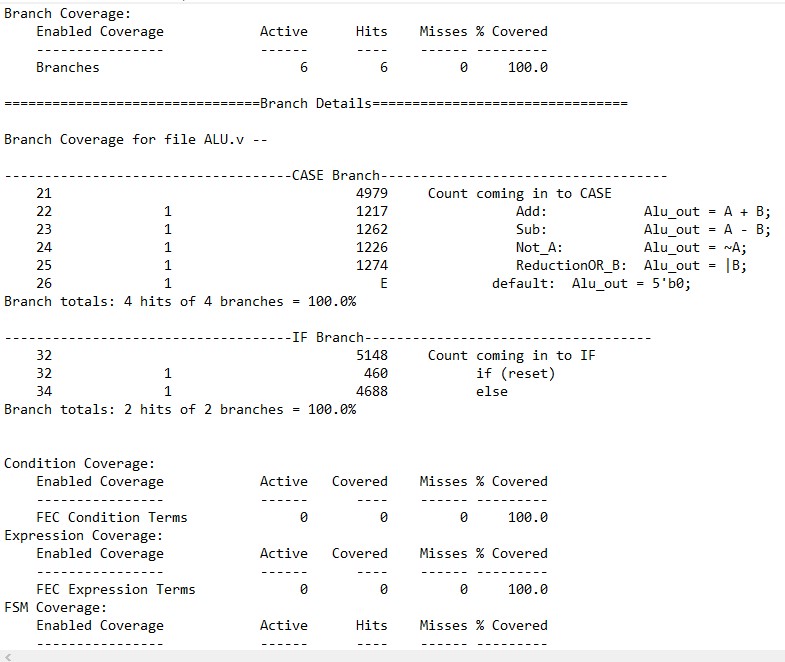 Branch Coverage:
    Enabled Coverage            Active      Hits    Misses % Covered
    ----------------            ------      ----    ------ ---------
    Branches                         6         6         0     100.0

================================Branch Details================================

Branch Coverage for file ALU.v --

------------------------------------CASE Branch------------------------------------
    21                                      4979     Count coming in to CASE
    22              1                       1217                Add:            Alu_out = A + B;
    23              1                       1262                Sub:            Alu_out = A - B;
    24              1                       1226                Not_A:          Alu_out = ~A;
    25              1                       1274                ReductionOR_B:  Alu_out = |B;
    26              1                          E             default:  Alu_out = 5'b0;
Branch totals: 4 hits of 4 branches = 100.0%

------------------------------------IF Branch------------------------------------
    32                                      5148     Count coming in to IF
    32              1                        460           if (reset)
    34              1                       4688           else
Branch totals: 2 hits of 2 branches = 100.0%


Condition Coverage:
    Enabled Coverage            Active   Covered    Misses % Covered
    ----------------            ------      ----    ------ ---------
    FEC Condition Terms              0         0         0     100.0
Expression Coverage:
    Enabled Coverage            Active   Covered    Misses % Covered
    ----------------            ------      ----    ------ ---------
    FEC Expression Terms             0         0         0     100.0
FSM Coverage:
    Enabled Coverage            Active      Hits    Misses % Covered
    ----------------            ------      ----    ------ ---------